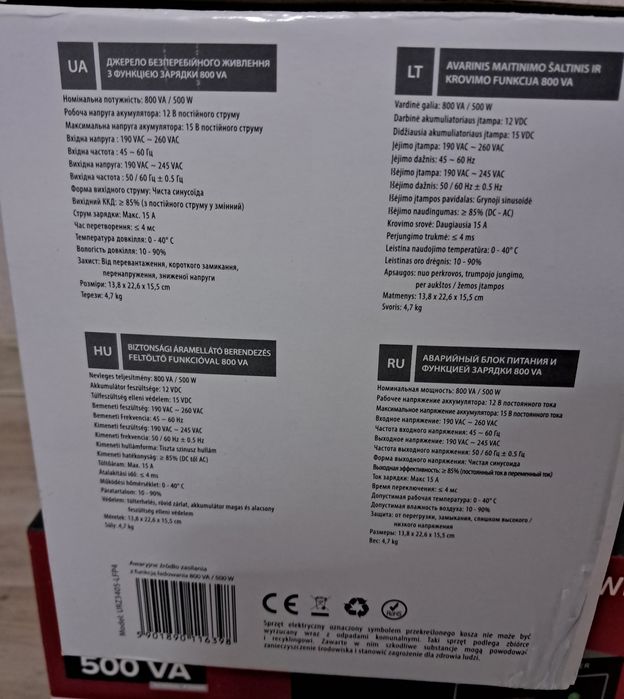 UA
ДЖЕРЕЛО БЕЗПЕРЕБІЙНОГО ЖИВЛЕННЯ
З ФУНКЦІЄЮ ЗАРЯДКИ 800 VA
Номінальна потужність: 800 VA / 500 W
Робоча напруга акумулятора: 12 В постійного струму
Максимальна напруга акумулятора: 15 В постійного струму
Вхідна напруга : 190 VAC ~ 260 VAC
Вхідна частота : 45 ~ 60 Гц
Вихідна напруга: 190 VAC ~ 245 VAC
Вихідна частота : 50 / 60 Гц ± 0.5 Гц
Форма вихідного струму: Чиста синусоїда
Вихідний ККД: ≥ 85% (з постійного струму у змінний)
Струм зарядки: Макс. 15 А
Час перетворення: ≤ 4 мс
Температура довкілля: 0 - 40° С
Вологість довкілля: 10 - 90%
Захист: Від перевантаження, короткого замикання,
перенапруження, зниженої напруги
Розміри: 13,8 x 22,6 x 15,5 cm
Терези: 4,7 kg
LT
AVARINIS MAITINIMO ŠALTINIS IR
KROVIMO FUNKCIJA 800 VA
Vardinė galia: 800 VA / 500 W
Darbinė akumuliatoriaus įtampa: 12 VDC
Didžiausia akumuliatoriaus įtampa: 15 VDC
Įėjimo įtampa: 190 VAC ~ 260 VAC
Įėjimo dažnis: 45 ~ 60 Hz
Išėjimo įtampa: 190 VAC ~ 245 VAC
Išėjimo dažnis: 50 / 60 Hz ± 0.5 Hz
Išėjimo įtampos pavidalas: Grynoji sinusoidė
Išėjimo naudingumas: ≥ 85% (DC - AC)
Krovimo srovė: Daugiausia 15 A
Perjungimo trukmė: ≤ 4 ms
Leistina naudojimo temperatūra: 0 - 40° C
Leistinas oro drėgnis: 10 - 90%
Apsaugos: nuo perkrovos, trumpojo jungimo,
per aukštos / žemos įtampos
Matmenys: 13,8 x 22,6 x 15,5 cm
Svoris: 4,7 kg
HU
BIZTONSÁGI ÁRAMELLÁTÓ BERENDEZÉS
FELTÖLTŐ FUNKCIÓVAL 800 VA
Névleges teljesítmény: 800 VA / 500 W
Akkumulátor feszültsége: 12 VDC
Túlfeszültség elleni védelem: 15 VDC
Bemeneti feszültség: 190 VAC ~ 260 VAC
Bemeneti Frekvencia: 45 ~ 60 Hz
Kimeneti feszültség: 190 VAC ~ 245 VAC
Kimeneti frekvencia: 50 / 60 Hz ± 0.5 Hz
Kimeneti hullámforma: Tiszta szinusz hullám
Kimeneti hatékonyság: ≥ 85% (DC től AC)
Töltőáram: Max. 15 A
Átalakítási idő: ≤ 4 ms
Működési hőmérséklet: 0 - 40° C
Páratartalom: 10 - 90%
Védelem: túlterhelés, rövid zárlat, akkumulátor magas és alacsony
feszültség elleni védelem
Méretek: 13,8 x 22,6 x 15,5 cm
Súly: 4,7 kg
RU
АВАРИЙНЫЙ БЛОК ПИТАНИЯ И
ФУНКЦИЕЙ ЗАРЯДКИ 800 VA
Номинальная мощность: 800 VA / 500 W
Рабочее напряжение аккумулятора: 12 В постоянного тока
Максимальное напряжение аккумулятора: 15 В постоянного тока
Входное напряжение: 190 VAC ~ 260 VAC
Частота входного напряжения: 45 ~ 60 Гц
Выходное напряжение: 190 VAC ~ 245 VAC
Частота выходного напряжения: 50 / 60 Гц ± 0.5 Гц
Форма выходного напряжения: Чистая синусоида
Выходная эффективность: ≥ 85% (постоянный ток в переменный ток)
Ток зарядки: Макс 15 А
Время переключения: ≤ 4мс
Допустимая рабочая температура: 0 - 40° С
Допустимая влажность воздуха: 10 - 90%
Защита: от перегрузки, замыкания, слишком высокого /
низкого напряжения
Размеры: 13,8 x 22,6 x 15,5 cm
Вес: 4,7 kg
Awaryjne źródło zasilania
z funkcją ładowania 800 VA / 500 W
Model: URZ3405-LFP4
5 901890 116398
CE
RoHS
Sprzęt elektryczny oznaczony symbolem przekreślonego kosza nie może być
wyrzucany wraz z odpadami komunalnymi. Taki sprzęt podlega zbiórce
i recyklingowi. Zawarte w nim szkodliwe substancje mogą powodować
zanieczyszczenie środowiska i stanowić zagrożenie dla zdrowia ludzi.
500 VA